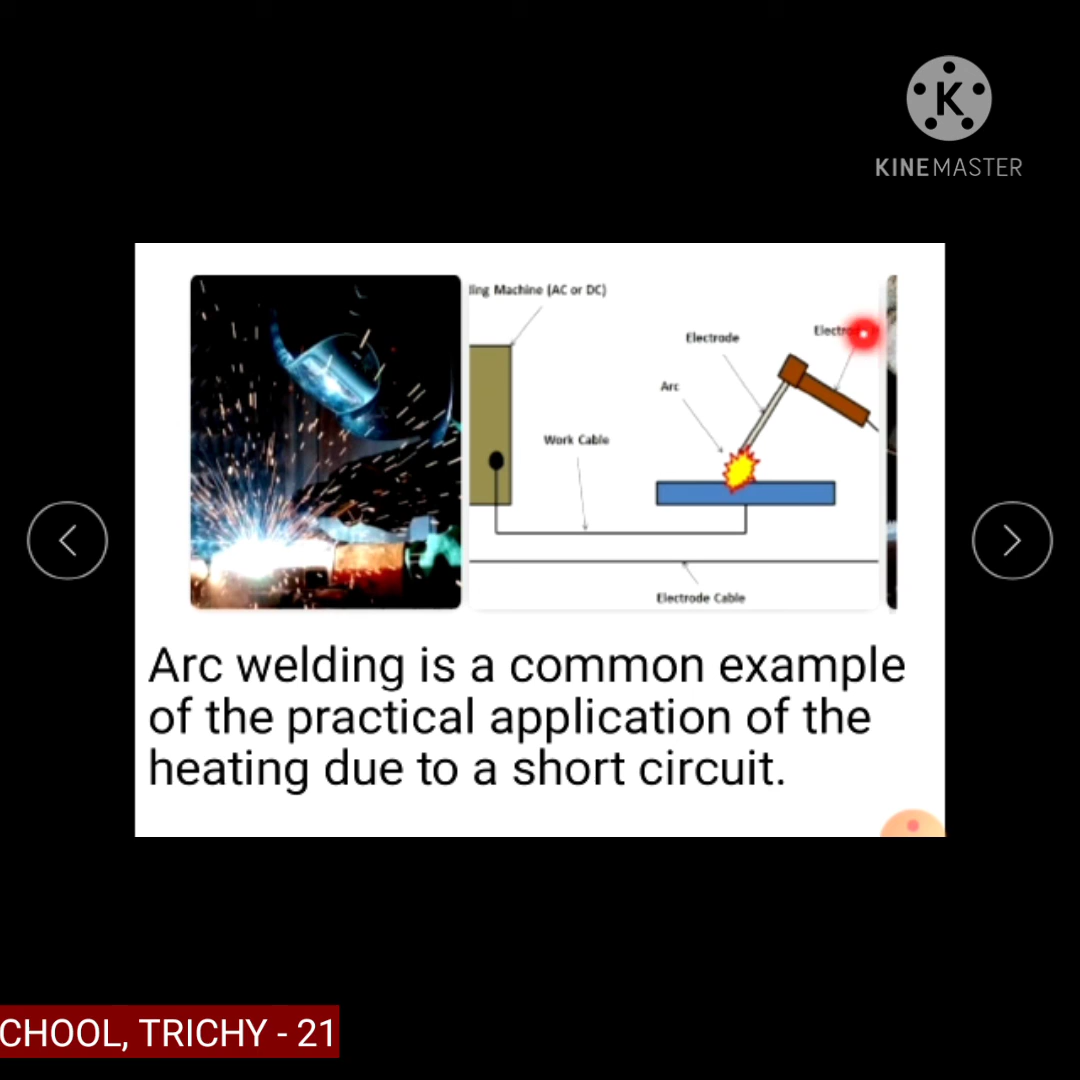 KINEMASTER
ling Machine (AC or DC)
Electrode
Arc
Work Cable
Electrode Cable
Arc welding is a common example
of the practical application of the
heating due to a short circuit.
CHOOL, TRICHY - 21